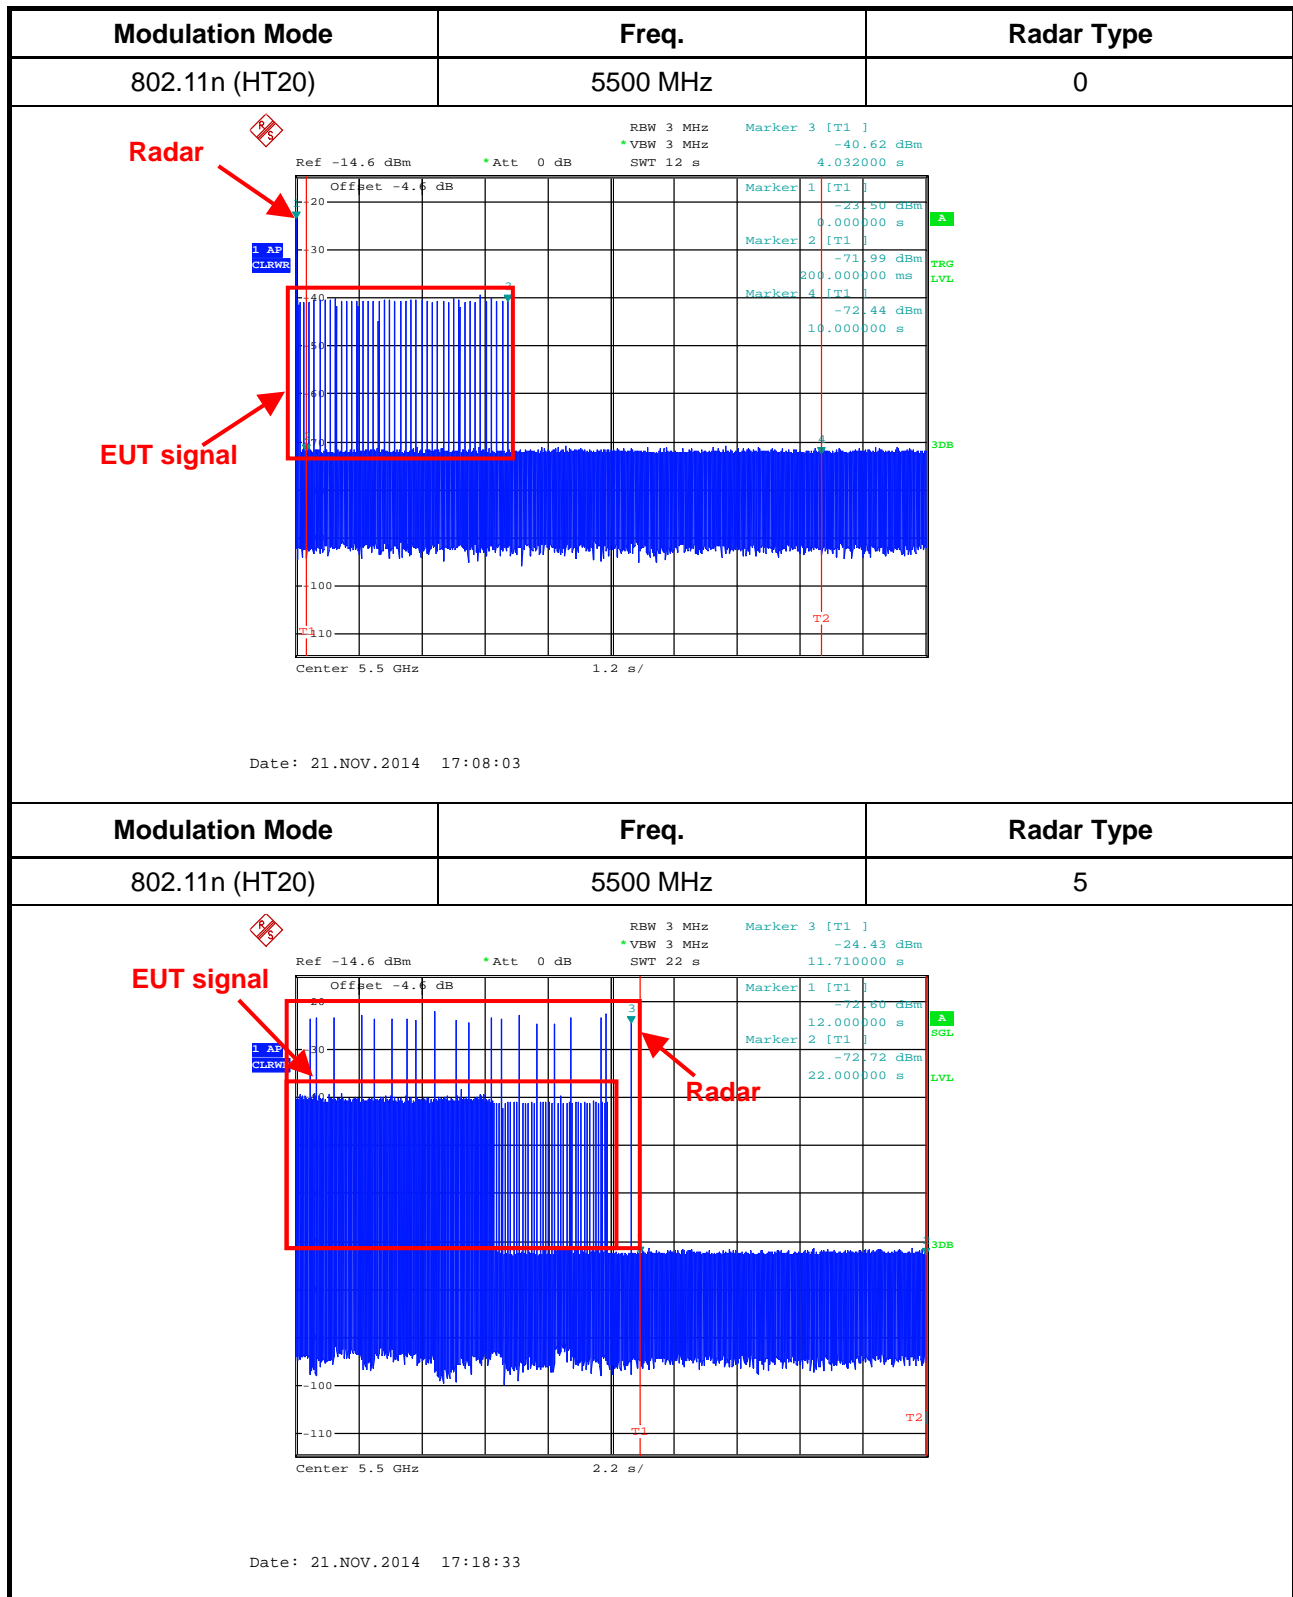 Modulation Mode Freq. Radar Type
802.11n (HT20) 5500 MHz 0
RBW 3 MHz Marker 3 [T1 ]
*VBW 3 MHz -40.62 dBm
Ref -14.6 dBm *Att 0 dB SWT 12 s 4.032000 s
Radar
Offset -4.6 dB Marker 1 [T1 ]
-20 -23.50 dBm
0.000000 s A
Marker 2 [T1 ]
1 AP -30 -71.99 dBm
CLRWR 200.000000 ms TRG
LVL
-40 3 Marker 4 [T1 ]
-72.44 dBm
10.000000 s
-50
-60
EUT signal
-70 4 3DB
-100
T1 T2
-110
Center 5.5 GHz 1.2 s/
Date: 21.NOV.2014 17:08:03
Modulation Mode Freq. Radar Type
802.11n (HT20) 5500 MHz 5
RBW 3 MHz Marker 3 [T1 ]
*VBW 3 MHz -24.43 dBm
Ref -14.6 dBm *Att 0 dB SWT 22 s 11.710000 s
EUT signal
Offset -4.6 dB Marker 1 [T1 ]
-20 3 -72.60 dBm
12.000000 s A
SGL
Marker 2 [T1 ]
1 AP -30 -72.72 dBm
22.000000 s LVL
Radar
-40
3DB
-100
T2
-110 T1
Center 5.5 GHz 2.2 s/
Date: 21.NOV.2014 17:18:33